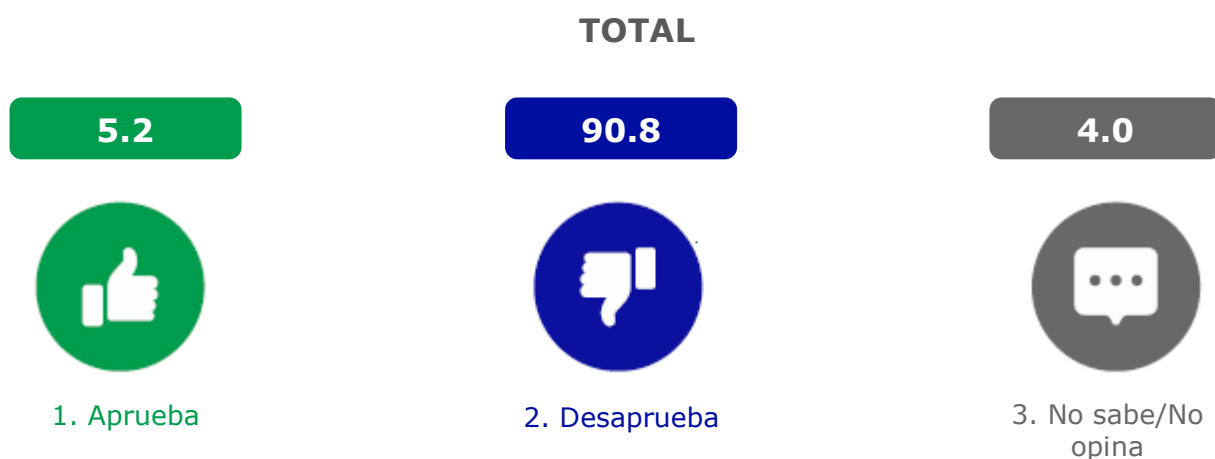 TOTAL
5.2
90.8
4.0
1. Aprueba
2. Desaprueba
3. No sabe/No
opina